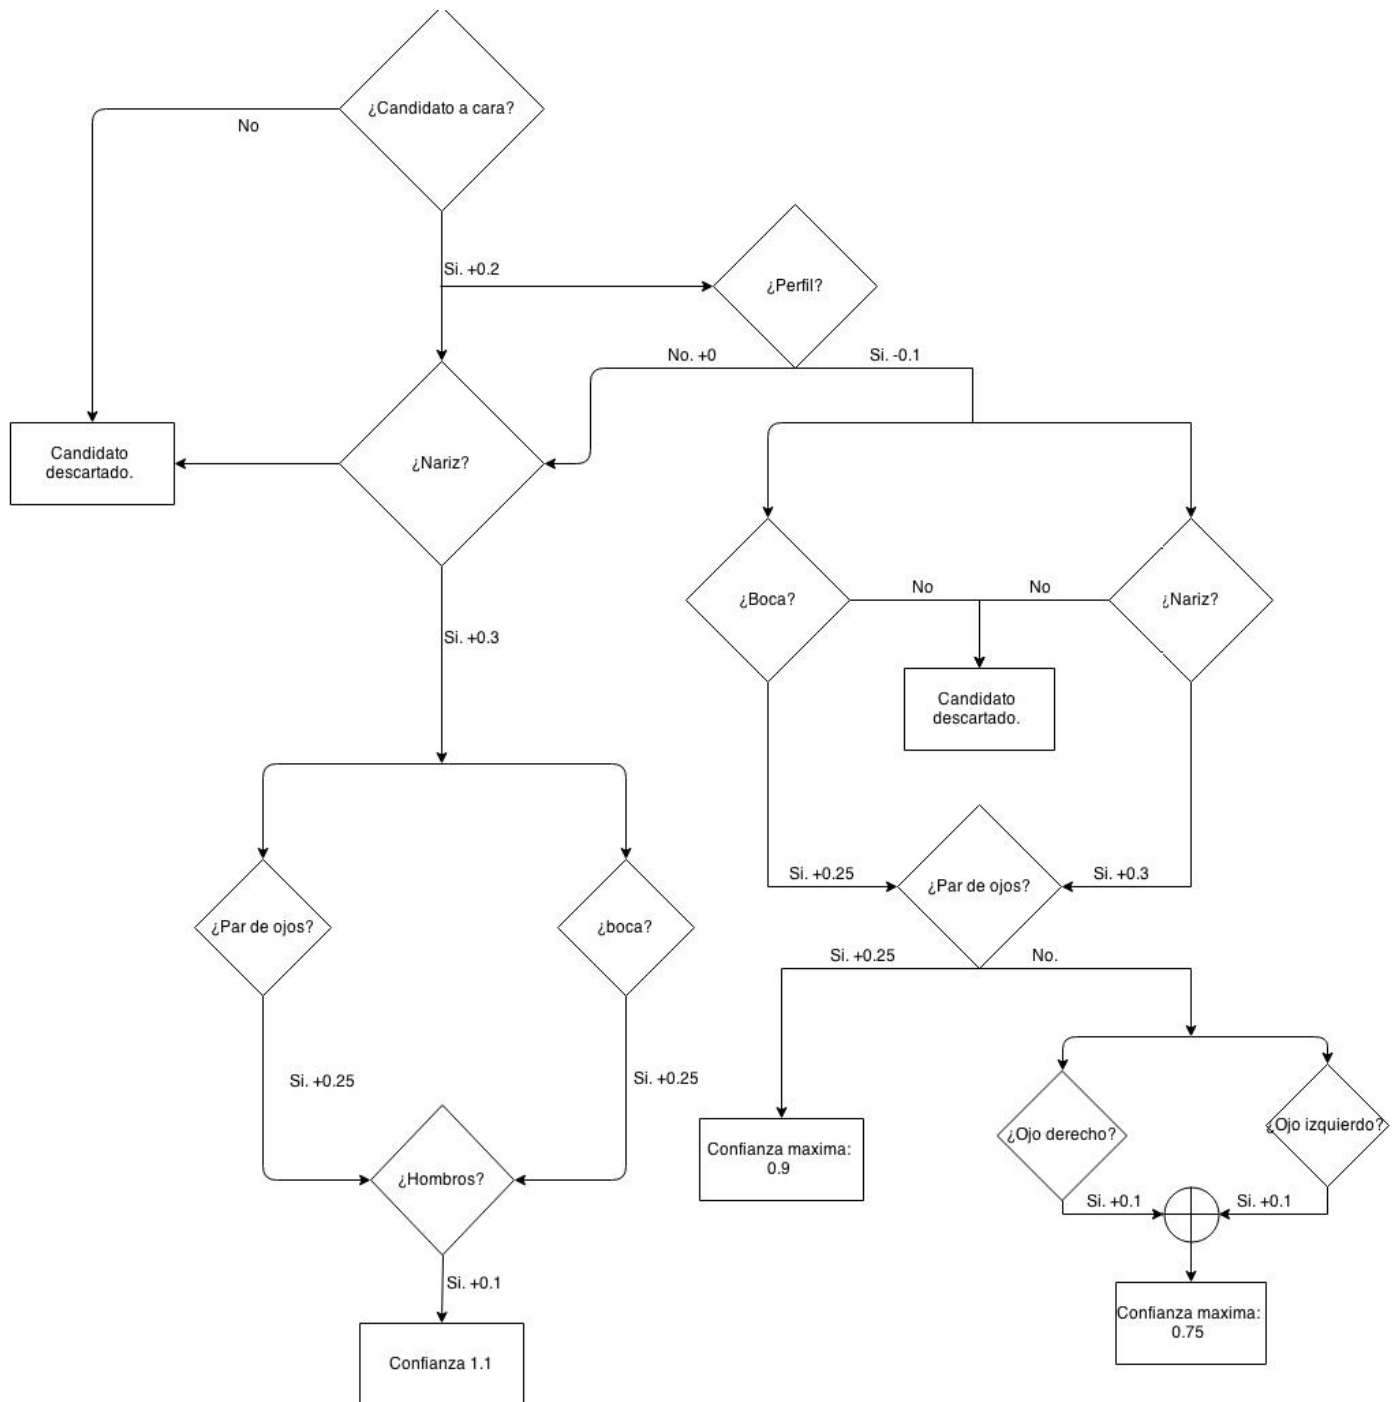 ¿Candidato a cara?
No
Si. +0.2
¿Perfil?
No. +0
Si. -0.1
Candidato
descartado.
¿Nariz?
¿Boca?
No
No
¿Nariz?
Si. +0.3
Candidato
descartado.
Si. +0.25
¿Par de ojos?
Si. +0.3
¿Par de ojos?
¿boca?
Si. +0.25
No.
Si. +0.25
Si. +0.25
¿Hombros?
Confianza maxima:
0.9
¿Ojo derecho?
¿Ojo izquierdo?
Si. +0.1
Si. +0.1
Si. +0.1
Confianza maxima:
0.75
Confianza 1.1